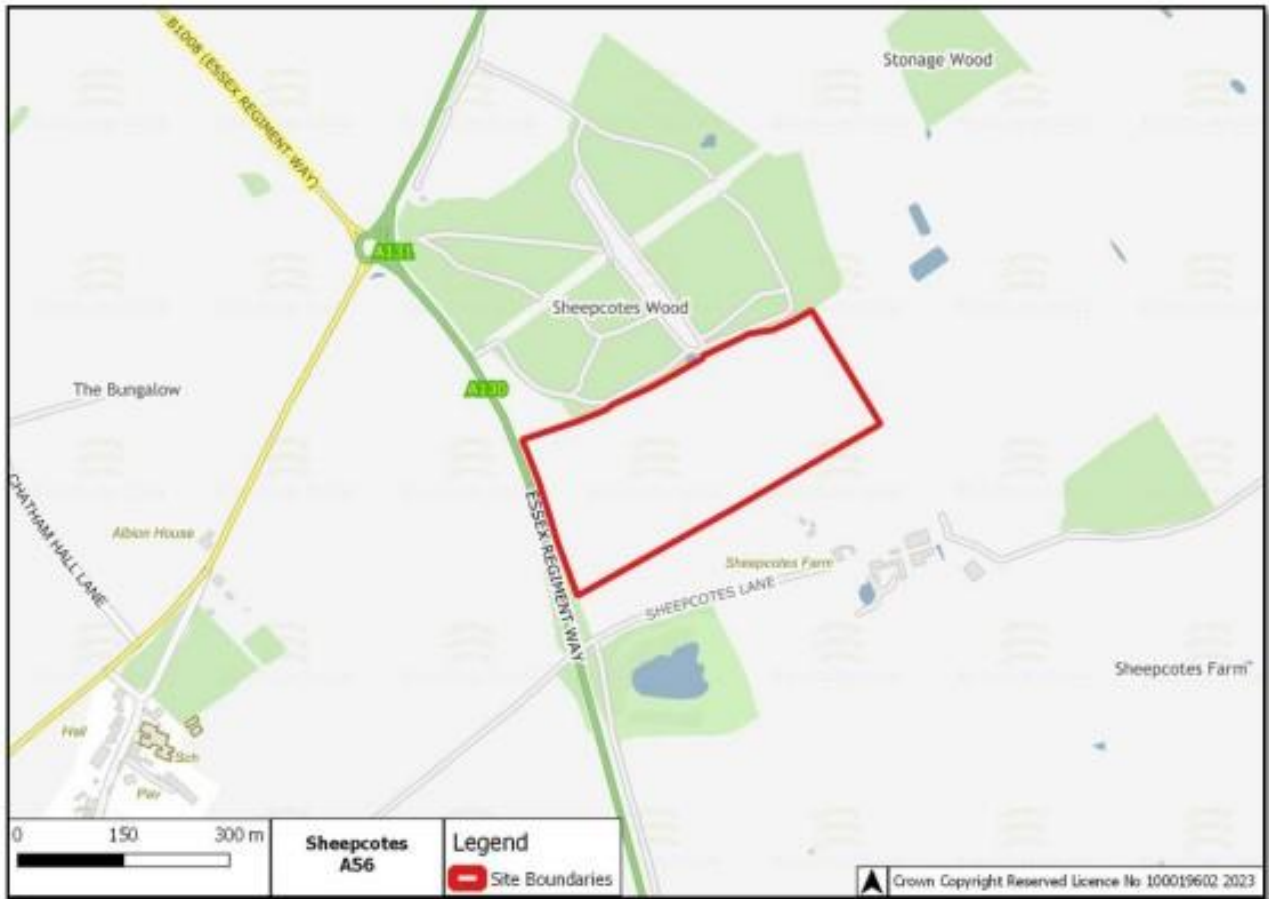 B1008 (ESSEX REGIMENT WAY)
Stonage Wood
A131
Sheepcotes Wood
The Bungalow
A130
CHATHAM HALL LANE
Albion House
ESSEX REGIMENT WAY
Sheepcotes Farm
SHEEPCOTES LANE
Sheepcotes Farm
Hall
Sch
Pav
0 150 300 m
Sheepcotes
A56
Legend
Site Boundaries
Crown Copyright Reserved Licence No 100019602 2023